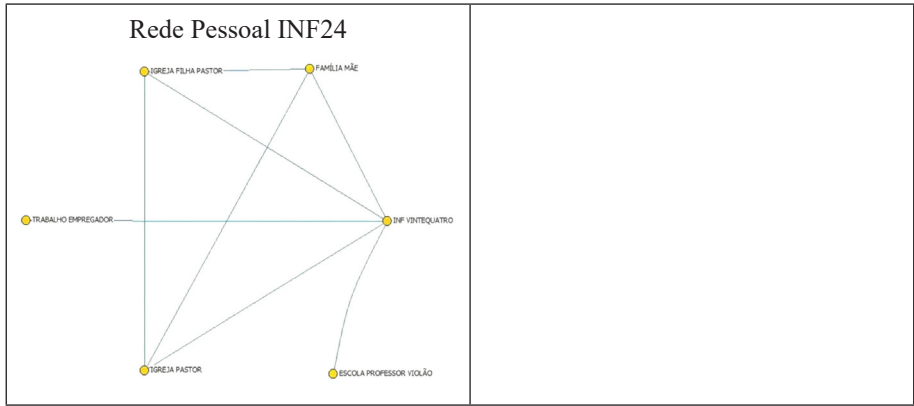 Rede Pessoal INF24
IGREJA FILHA PASTOR
FAMÍLIA MÃE
TRABALHO EMPREGADOR
INF VINTEQUATRO
IGREJA PASTOR
ESCOLA PROFESSOR VIOLÃO